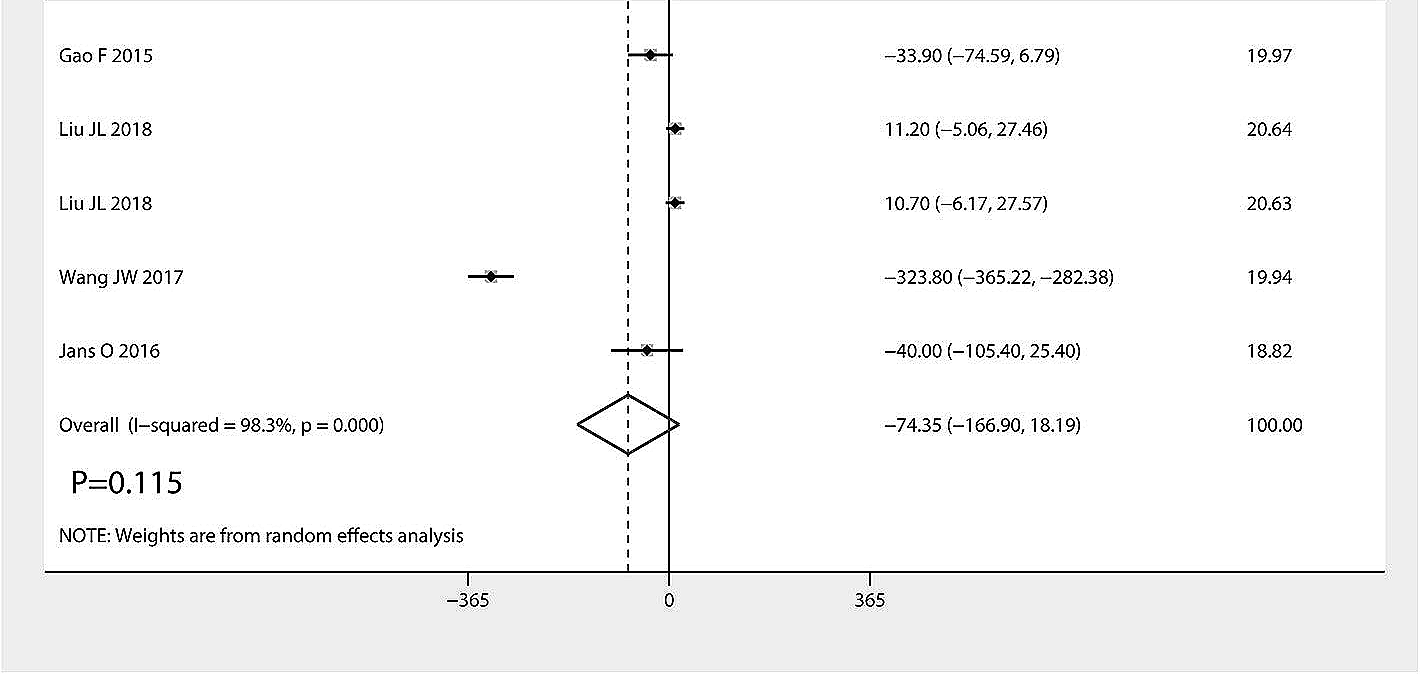 Gao F 2015 −33.90 (−74.59, 6.79) 19.97
Liu JL 2018 11.20 (−5.06, 27.46) 20.64
Liu JL 2018 10.70 (−6.17, 27.57) 20.63
Wang JW 2017 −323.80 (−365.22, −282.38) 19.94
Jans O 2016 −40.00 (−105.40, 25.40) 18.82
Overall (I−squared = 98.3%, p = 0.000) −74.35 (−166.90, 18.19) 100.00
P=0.115
NOTE: Weights are from random effects analysis
−365 0 365